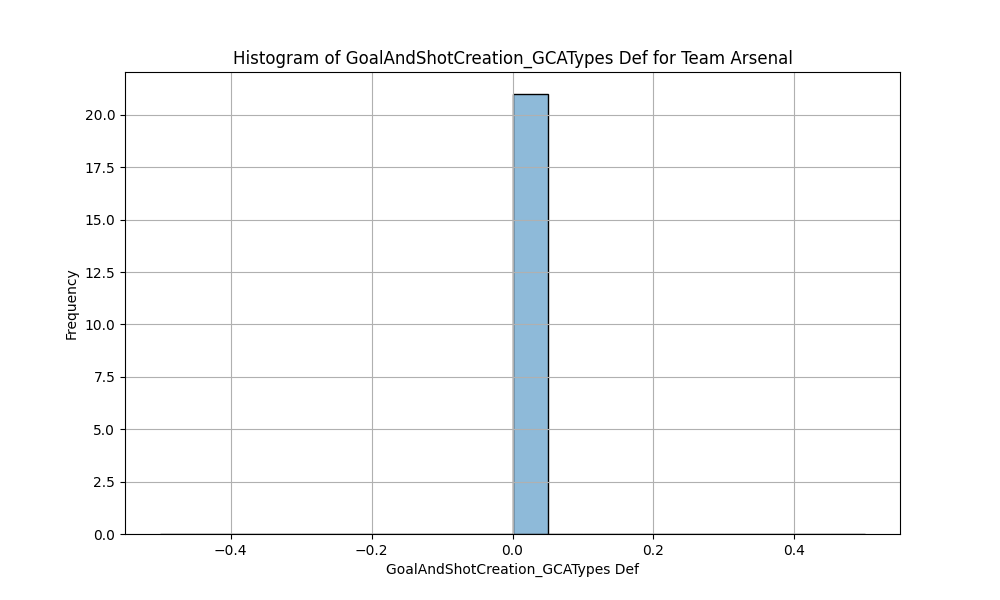 Histogram of GoalAndShotCreation_GCATypes Def for Team Arsenal
20.0
17.5
15.0
12.5
10.0
7.5
5.0
2.5
0.0
Frequency
−0.4 −0.2 0.0 0.2 0.4
GoalAndShotCreation_GCATypes Def